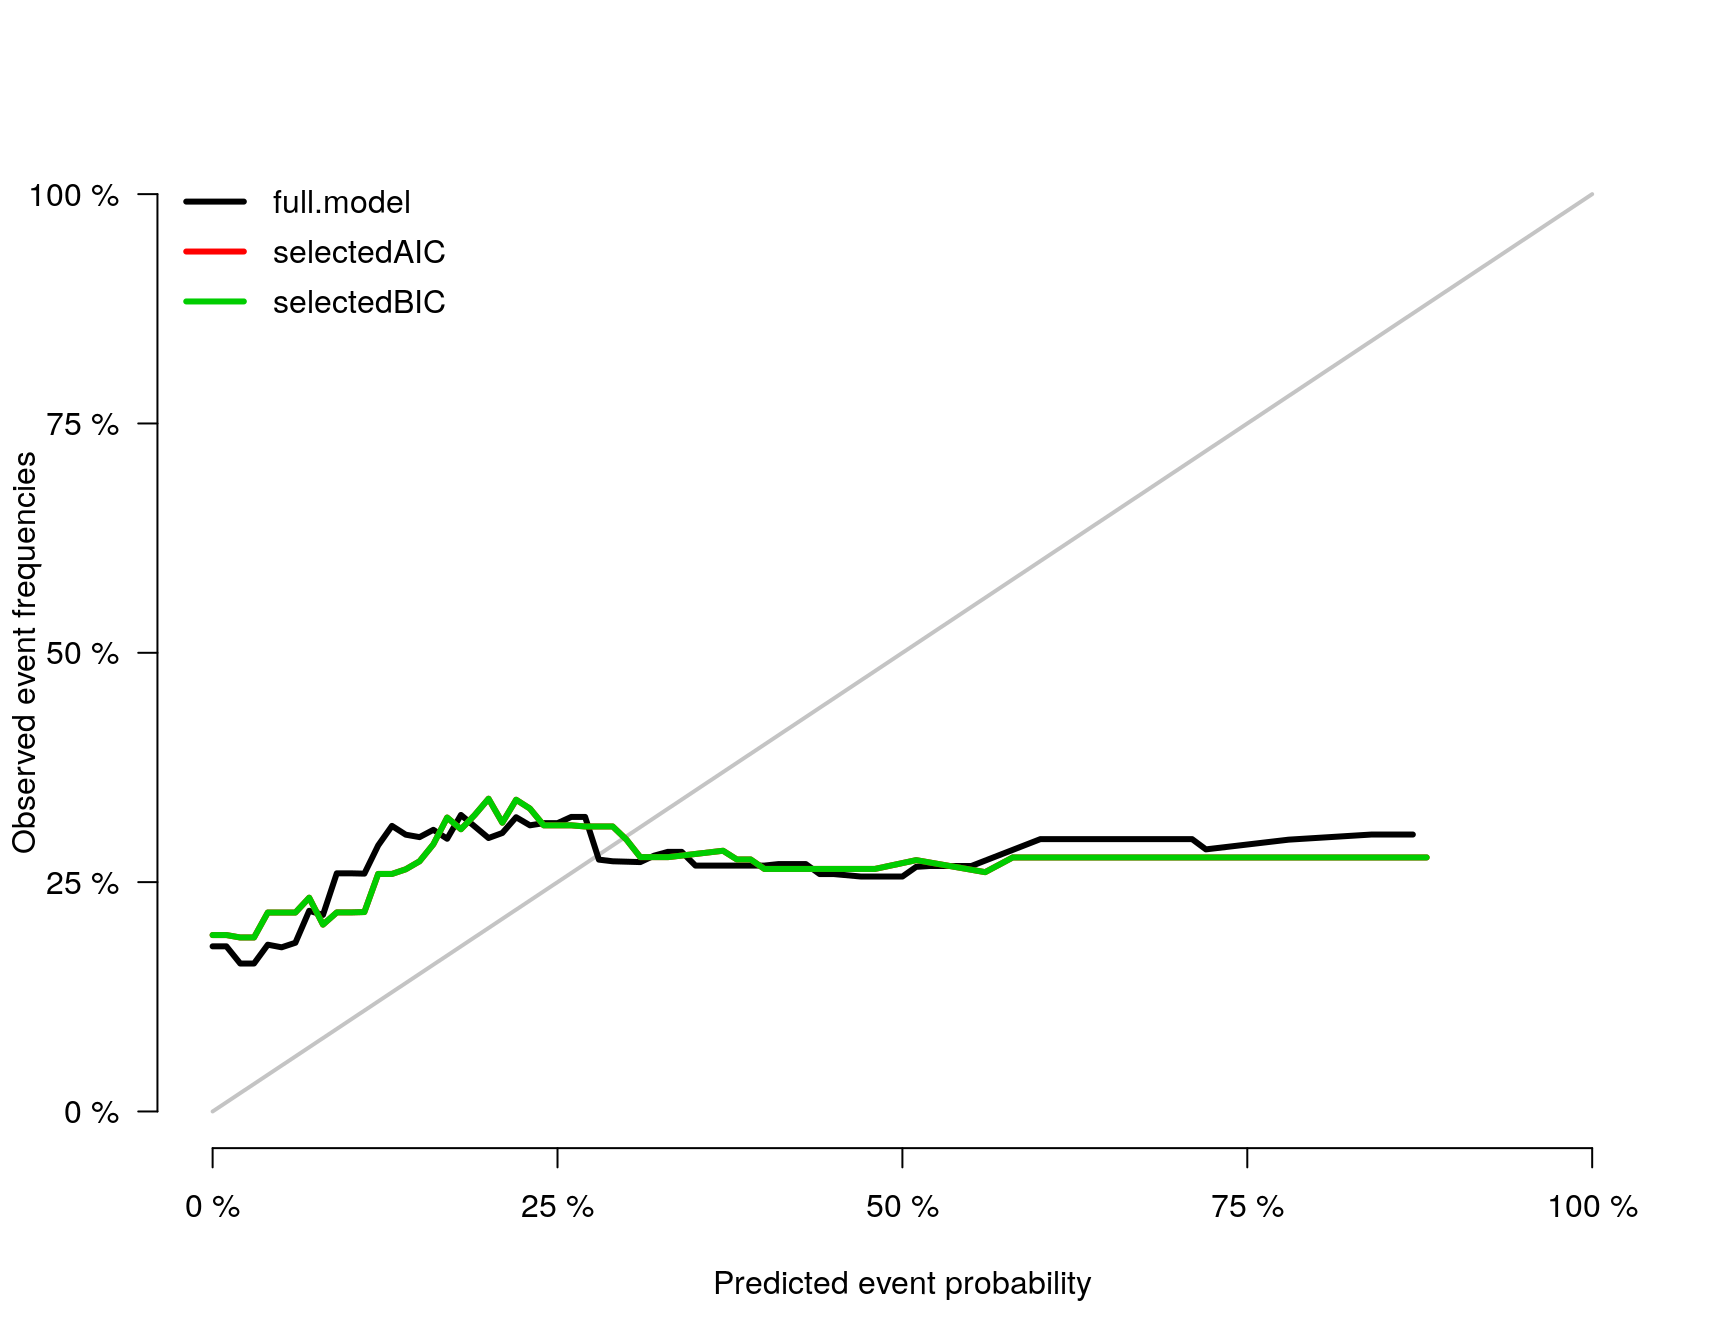 100 %
75 %
50 %
25 %
0 %
Observed event frequencies
full.model
selectedAIC
selectedBIC
0 %
25 %
50 %
75 %
100 %
Predicted event probability